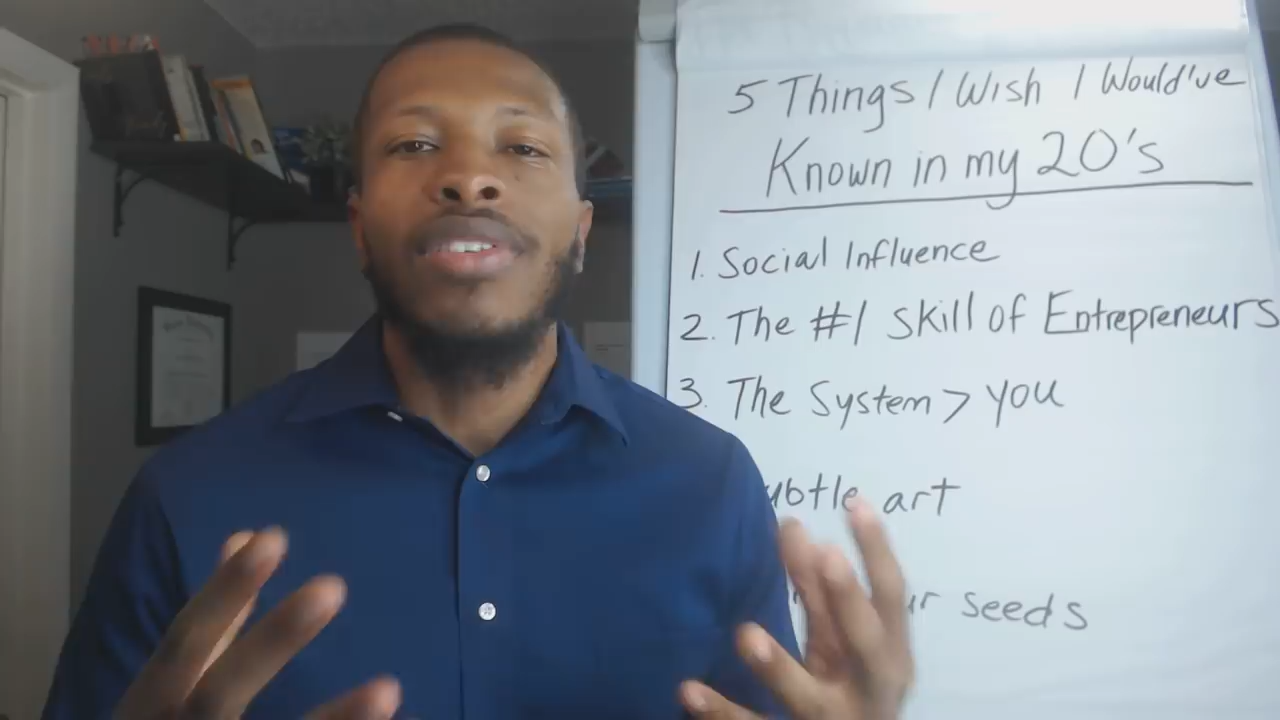 5 Things I Wish I Would've
Known in my 20's
1. Social Influence
2. The #1 Skill of Entrepreneurs
3. The System > you
art
seeds